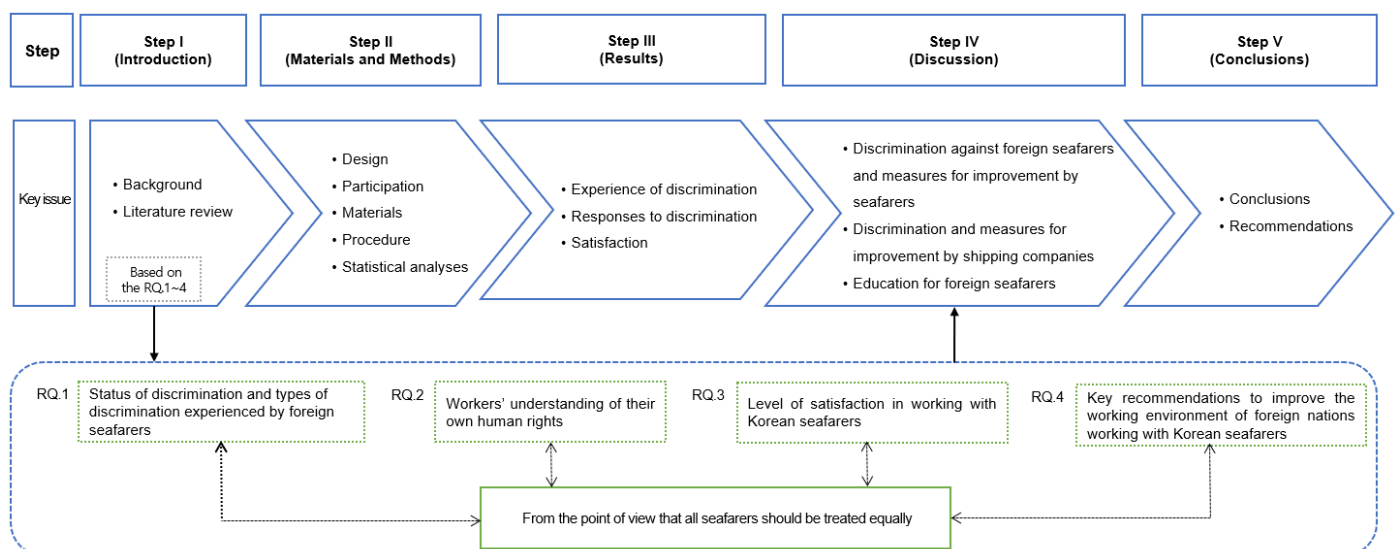 Step
Step I
(Introduction)
Step II
(Materials and Methods)
Step III
(Results)
Step IV
(Discussion)
Step V
(Conclusions)
Key issue
• Background
• Literature review
Based on
the RQ.1~4
• Design
• Participation
• Materials
• Procedure
• Statistical analyses
• Experience of discrimination
• Responses to discrimination
• Satisfaction
• Discrimination against foreign seafarers
and measures for improvement by
seafarers
• Discrimination and measures for
improvement by shipping companies
• Education for foreign seafarers
• Conclusions
• Recommendations
RQ.1
Status of discrimination and types of
discrimination experienced by foreign
seafarers
RQ.2
Workers' understanding of their
own human rights
RQ.3
Level of satisfaction in working with
Korean seafarers
RQ.4
Key recommendations to improve the
working environment of foreign nations
working with Korean seafarers
From the point of view that all seafarers should be treated equally